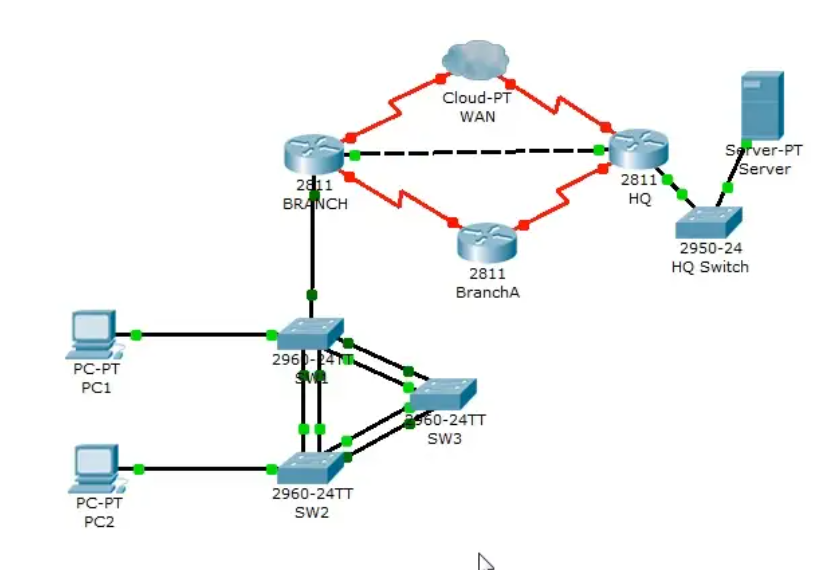 Cloud-PT
WAN
Server-PT
Server
2811
BRANCH
2811
HQ
2950-24
HQ Switch
2811
BranchA
PC-PT
PC1
2960-24TT
SW1
2960-24TT
SW3
PC-PT
PC2
2960-24TT
SW2